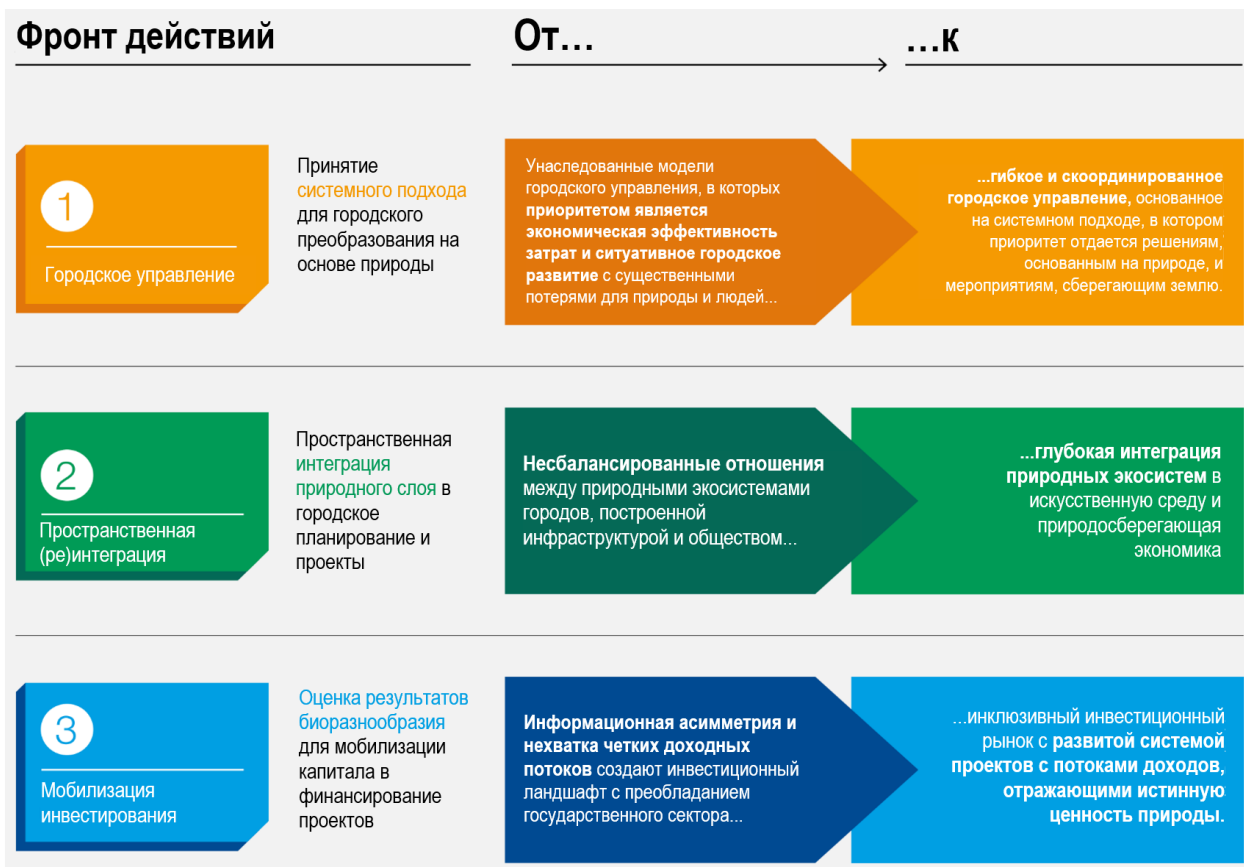 Фронт действий
От...
...к
1
Городское управление
Принятие
системного подхода
для городского
преобразования на
основе природы
Унаследованные модели
городского управления, в которых
приоритетом является
экономическая эффективность
затрат и ситуативное городское
развитие с существенными
потерями для природы и людей...
...гибкое и скоординированное
городское управление, основанное
на системном подходе, в котором
приоритет отдается решениям,
основанным на природе, и
мероприятиям, сберегающим землю.
2
Пространственная
(ре)интеграция
Пространственная
интеграция
природного слоя в
городское
планирование и
проекты
Несбалансированные отношения
между природными экосистемами
городов, построенной
инфраструктурой и обществом...
...глубокая интеграция
природных экосистем в
искусственную среду и
природосберегающая
экономика
3
Мобилизация
инвестирования
Оценка результатов
биоразнообразия
для мобилизации
капитала в
финансирование
проектов
Информационная асимметрия и
нехватка четких доходных
потоков создают инвестиционный
ландшафт с преобладанием
государственного сектора...
...инклюзивный инвестиционный
рынок с развитой системой
проектов с потоками доходов,
отражающими истинную
ценность природы.